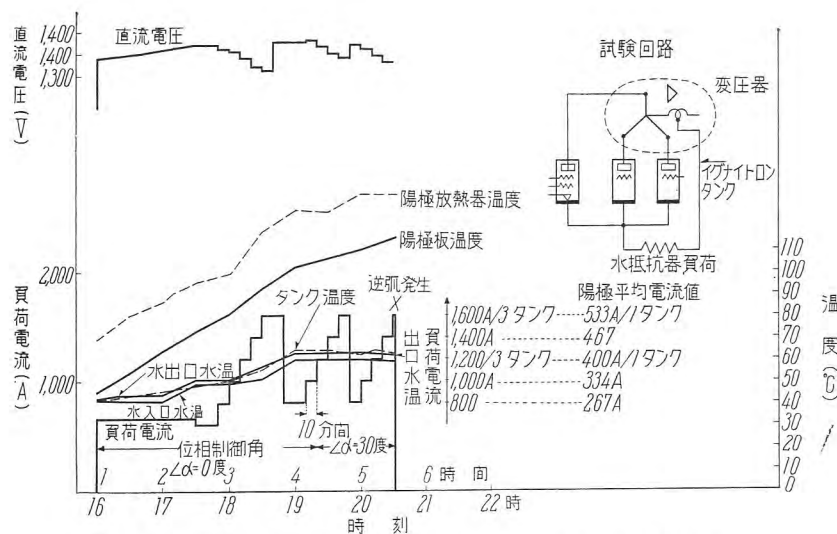 直流電圧(V)
1,400
1,400
1,300
直流電圧
試験回路
変圧器
イグナイトロン
タンク
水抵抗器負荷
陽極放熱器温度
陽極板温度
逆弧発生
タンク温度
水出口水温
水入口水温
負荷電流
負荷電流(A)
2,000
1,000
陽極平均電流値
1,600A/3タンク-----533A/1タンク
1,400A-----------467
1,200/3タンク-----400A/1タンク
1,000A-----------334A
800-----------267A
負荷電流
出口水温
10分間
位相制御角
∠α=0度
∠α=30度
1 2 3 4 5 6 時間
16 17 18 19 20 21 22時
時刻
110
100
90
80
70
60
50
40
30
20
10
0
温度(℃)